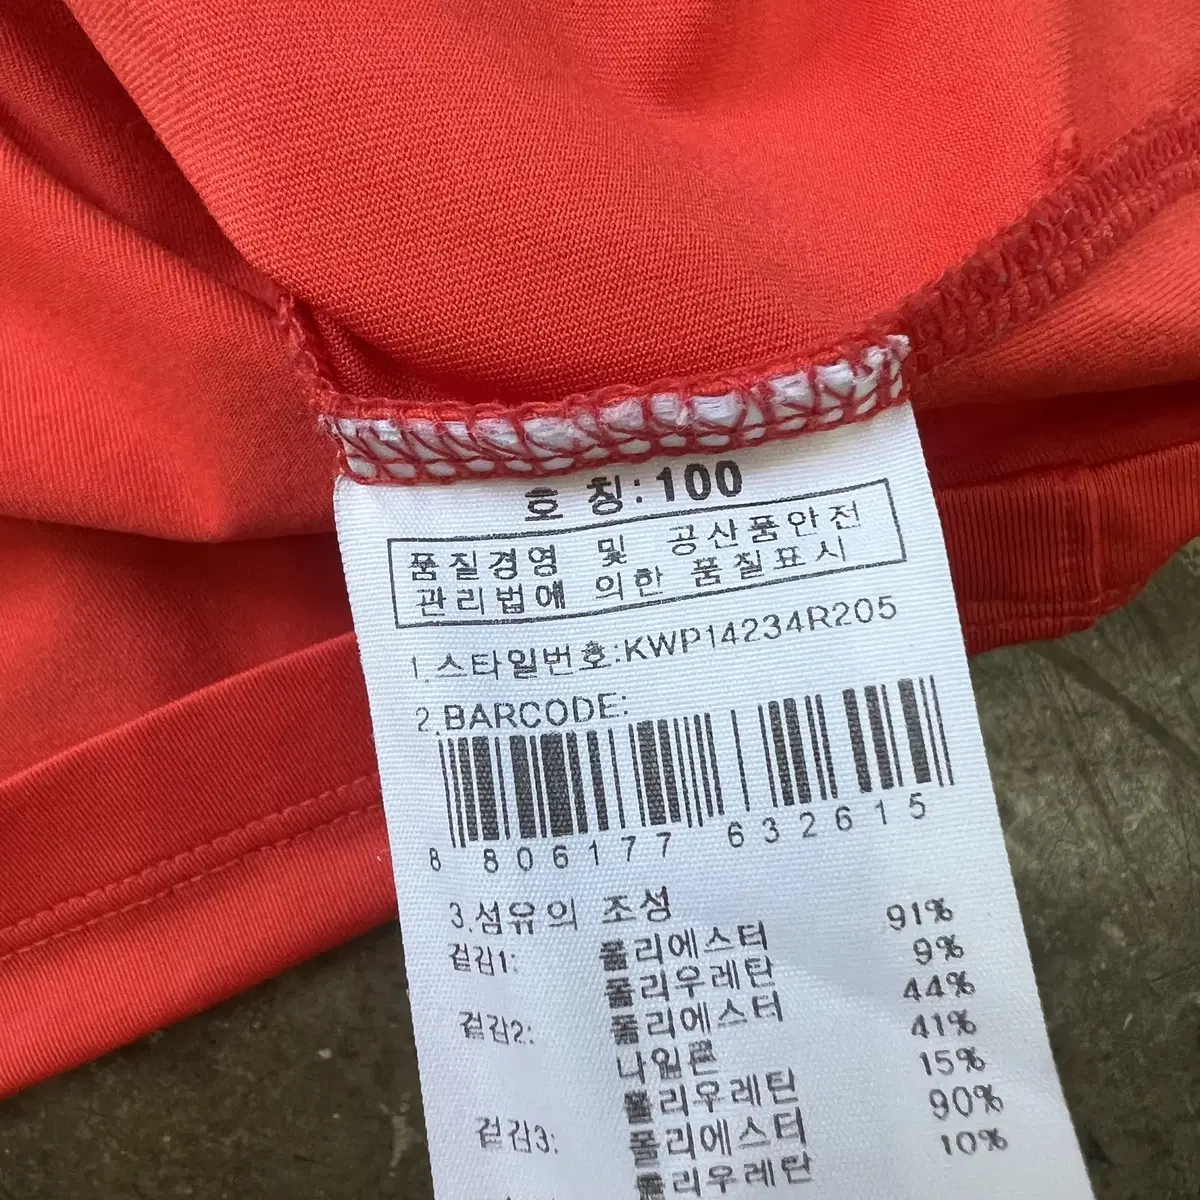 호 칭:100
품질경영 및 공산품안전
관리법에 의한 품질표시
1.스타일번호:KWP14234R205
2.BARCODE:
8 806177 632615
3.섬유의 조성
겉감1: 폴리에스터 91%
폴리우레탄 9%
겉감2: 폴리에스터 44%
나일론 41%
폴리우레탄 15%
겉감3: 폴리에스터 90%
폴리우레탄 10%